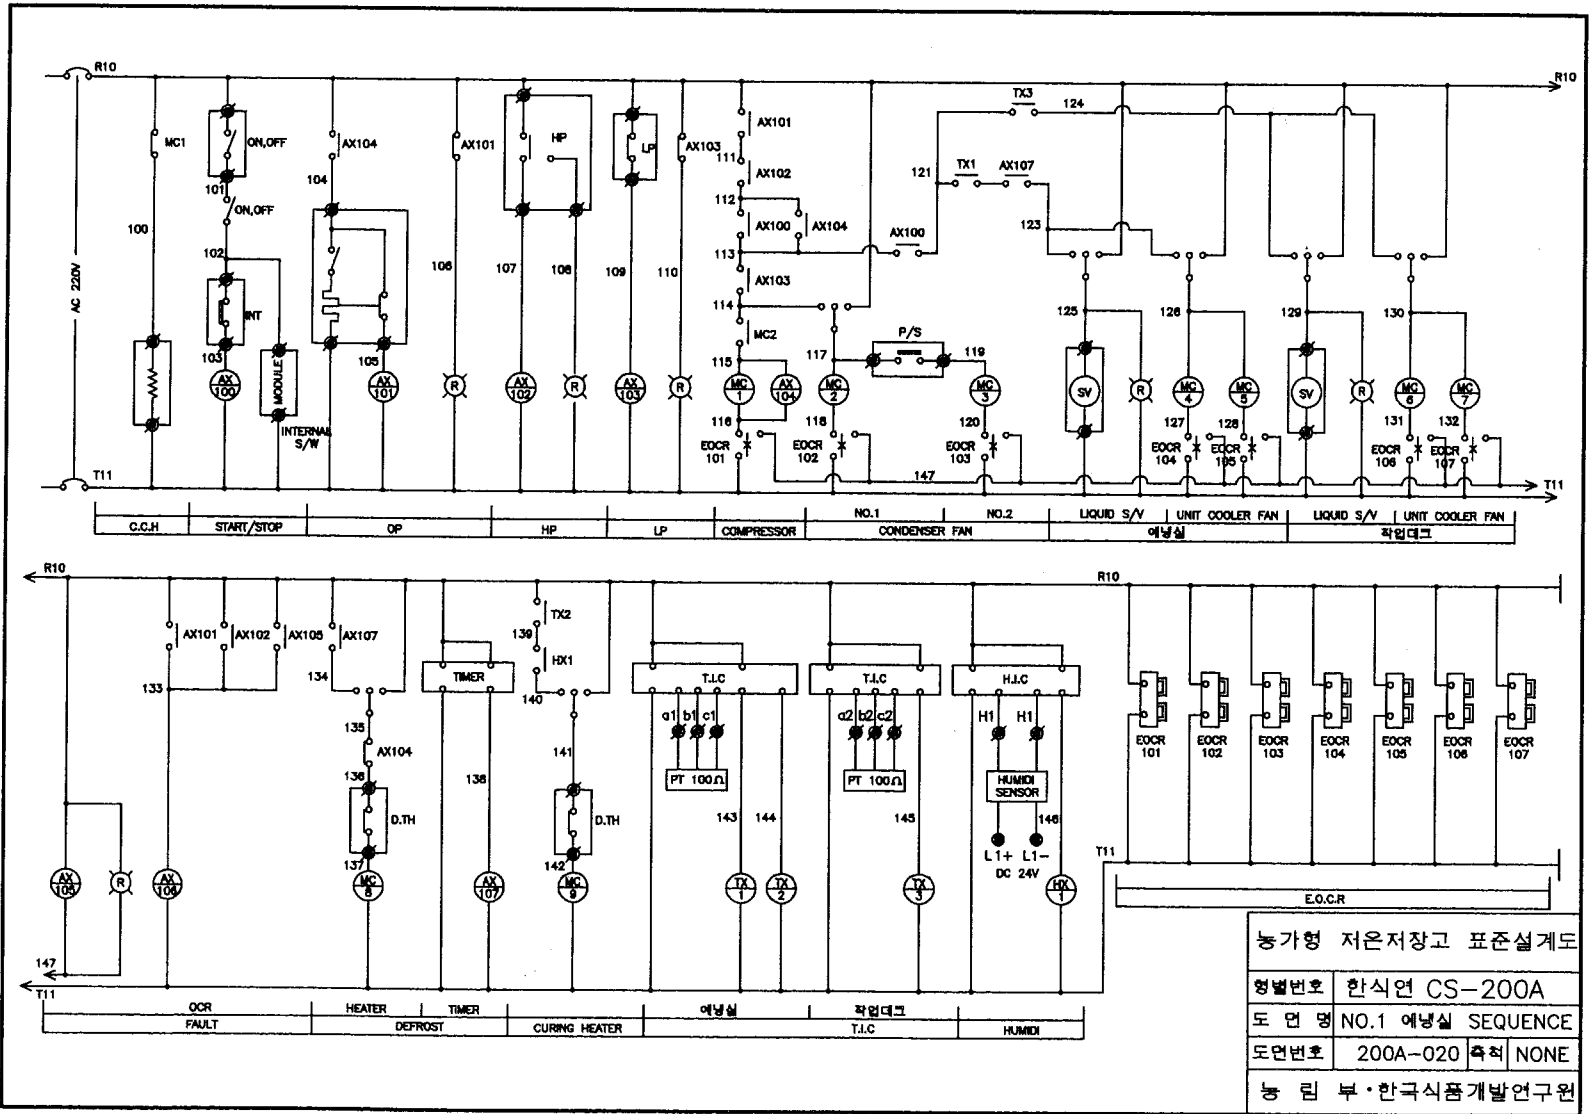 R10
R10
TX3
124
AX101
MC1
ON,OFF
AX104
AX101
HP
LP
AX103
111
TX1 AX107
104
AX102
121
101
112
ON,OFF
AX100
AX104
AX100
123
100
102
113
106
107
108
109
110
AX103
AC 220V
INT
114
125
126
129
130
MC2
P/S
103
105
115
117
119
MODULE
AX
100
AX
101
R
AX
102
R
AX
103
R
MC
1
AX
104
MC
2
MC
3
SV
R
MC
4
MC
5
SV
R
MC
6
MC
7
INTERNAL
S/W
116
118
120
127
128
131
132
EOCR
101
EOCR
102
EOCR
103
EOCR
104
EOCR
105
EOCR
106
EOCR
107
147
T11
T11
C.C.H
START/STOP
OP
HP
LP
COMPRESSOR
NO.1
NO.2
CONDENSER FAN
LIQUID S/V
UNIT COOLER FAN
예냉실
LIQUID S/V
UNIT COOLER FAN
작업데크
R10
R10
TX2
AX101
AX102
AX105
AX107
139
HX1
133
134
TIMER
140
T.I.C
T.I.C
H.I.C
a1 b1 c1
a2 b2 c2
H1 H1
135
AX104
141
136
138
PT 100Ω
PT 100Ω
HUMIDI
SENSOR
EOCR
101
EOCR
102
EOCR
103
EOCR
104
EOCR
105
EOCR
106
EOCR
107
D.TH
D.TH
143
144
145
146
137
142
L1+ L1-
DC 24V
T11
AX
105
R
AX
106
MC
8
AX
107
MC
9
TX
1
TX
2
TX
3
HX
1
E.O.C.R
147
T11
OCR
FAULT
HEATER
TIMER
DEFROST
CURING HEATER
예냉실
작업데크
T.I.C
HUMIDI
농가형 저온저장고 표준설계도
형별번호 한식연 CS-200A
도면명 NO.1 예냉실 SEQUENCE
도면번호 200A-020 축척 NONE
농림부·한국식품개발연구원